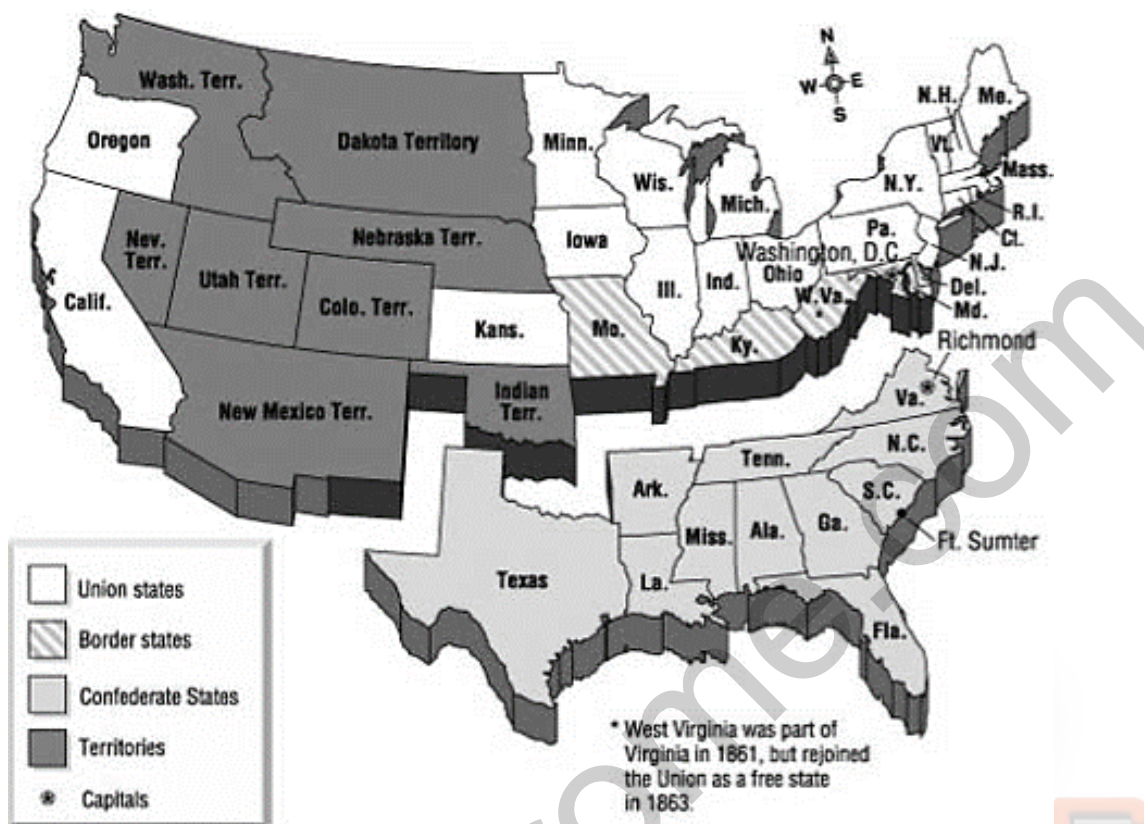 N
W E
S
Wash. Terr.
Oregon
Dakota Territory
Minn.
N.H.
Me.
Vt.
Mass.
Wis.
Mich.
N.Y.
R.I.
Ct.
Nev.
Terr.
Utah Terr.
Nebraska Terr.
Iowa
Pa.
Washington, D.C.
N.J.
Calif.
Colo. Terr.
Ill.
Ind.
Ohio
W.Va.
*
Del.
Md.
Kans.
Mo.
Ky.
Richmond
Va.
New Mexico Terr.
Indian
Terr.
Tenn.
N.C.
Ark.
S.C.
Miss.
Ala.
Ga.
Ft. Sumter
Texas
La.
Fla.
Union states
Border states
Confederate States
Territories
Capitals
* West Virginia was part of
Virginia in 1861, but rejoined
the Union as a free state
in 1863.
ome.com